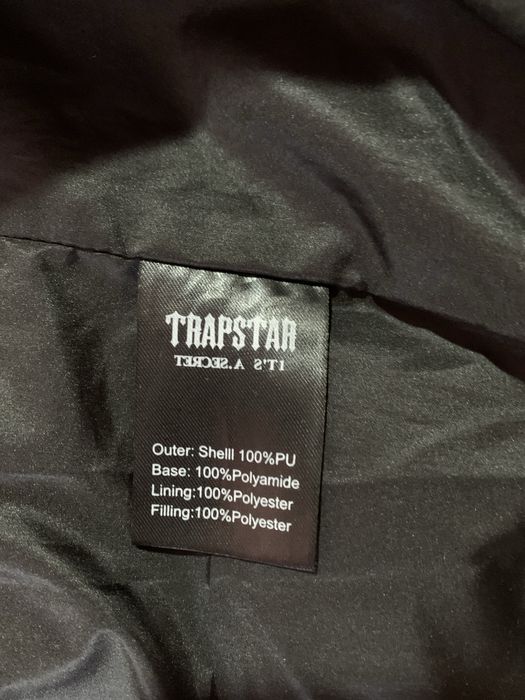 TRAPSTAR
IT'S A.SECRET
Outer: Shelll 100%PU
Base: 100%Polyamide
Lining:100%Polyester
Filling:100%Polyester